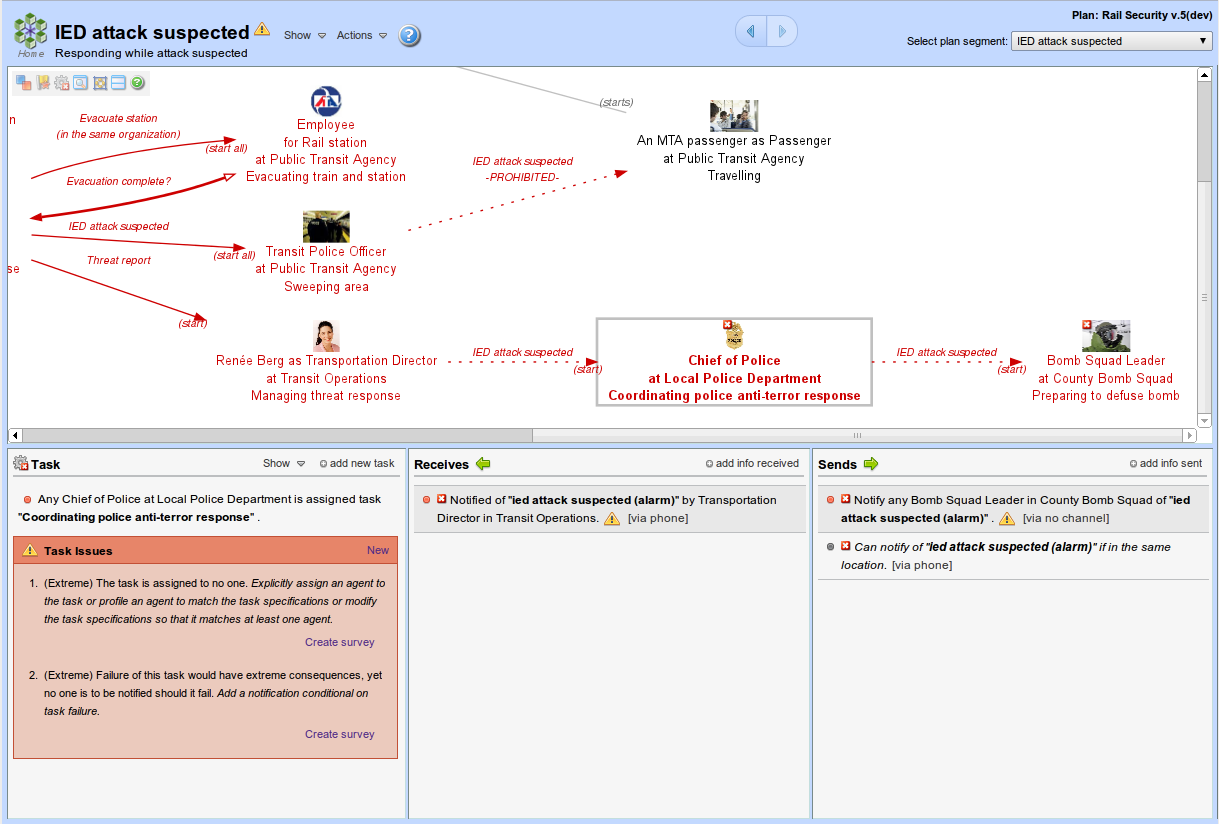 IED attack suspected
Show
Actions
?
Home
Responding while attack suspected
Plan: Rail Security v.5(dev)
Select plan segment:
IED attack suspected
n
Evacuate station
(in the same organization)
(start all)
Employee
for Rail station
at Public Transit Agency
Evacuating train and station
Evacuation complete?
(starts)
An MTA passenger as Passenger
at Public Transit Agency
Travelling
IED attack suspected
-PROHIBITED-
IED attack suspected
(start all)
Transit Police Officer
at Public Transit Agency
Sweeping area
se
Threat report
(start)
Renée Berg as Transportation Director
at Transit Operations
Managing threat response
IED attack suspected
(start)
Chief of Police
at Local Police Department
Coordinating police anti-terror response
IED attack suspected
(start)
Bomb Squad Leader
at County Bomb Squad
Preparing to defuse bomb
Task
Show
add new task
Any Chief of Police at Local Police Department is assigned task
"Coordinating police anti-terror response" .
Task Issues
New
1. (Extreme) The task is assigned to no one. Explicitly assign an agent to
the task or profile an agent to match the task specifications or modify
the task specifications so that it matches at least one agent.
Create survey
2. (Extreme) Failure of this task would have extreme consequences, yet
no one is to be notified should it fail. Add a notification conditional on
task failure.
Create survey
Receives
add info received
Notified of "ied attack suspected (alarm)" by Transportation
Director in Transit Operations. [via phone]
Sends
add info sent
Notify any Bomb Squad Leader in County Bomb Squad of "ied
attack suspected (alarm)" . [via no channel]
Can notify of "ied attack suspected (alarm)" if in the same
location. [via phone]